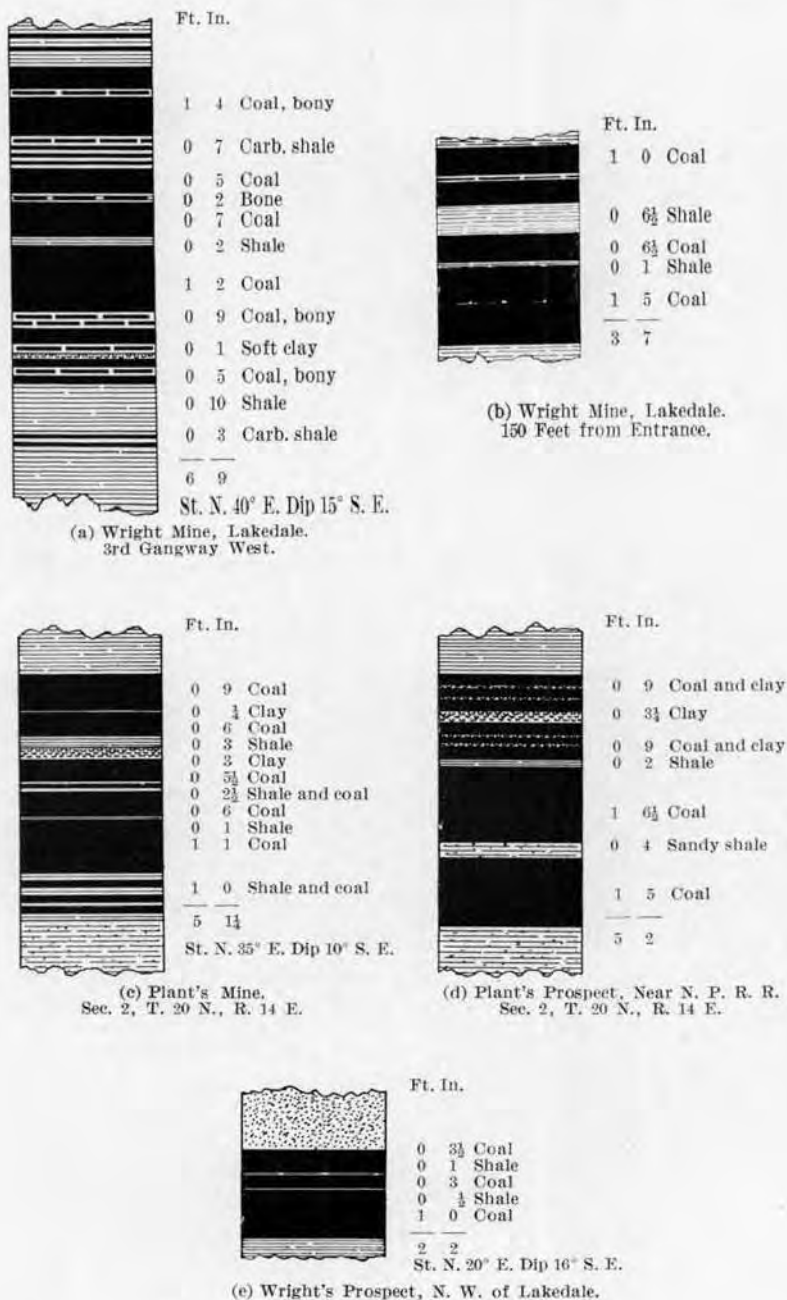 Ft. In.
1 4 Coal, bony
0 7 Carb. shale
0 5 Coal
0 2 Bone
0 7 Coal
0 2 Shale
1 2 Coal
0 9 Coal, bony
0 1 Soft clay
0 5 Coal, bony
0 10 Shale
0 3 Carb. shale
6 9
St. N. 40° E. Dip 15° S. E.
(a) Wright Mine, Lakedale.
3rd Gangway West.
Ft. In.
1 0 Coal
0 6½ Shale
0 6½ Coal
0 1 Shale
1 5 Coal
3 7
(b) Wright Mine, Lakedale.
150 Feet from Entrance.
Ft. In.
0 9 Coal
0 ¼ Clay
0 6 Coal
0 3 Shale
0 3 Clay
0 5½ Coal
0 2½ Shale and coal
0 6 Coal
0 1 Shale
1 1 Coal
1 0 Shale and coal
5 1¼
St. N. 35° E. Dip 10° S. E.
(c) Plant's Mine.
Sec. 2, T. 20 N., R. 14 E.
Ft. In.
0 9 Coal and clay
0 3¼ Clay
0 9 Coal and clay
0 2 Shale
1 6½ Coal
0 4 Sandy shale
1 5 Coal
5 2
(d) Plant's Prospect, Near N. P. R. R.
Sec. 2, T. 20 N., R. 14 E.
Ft. In.
0 3½ Coal
0 1 Shale
0 3 Coal
0 ½ Shale
1 0 Coal
2 2
St. N. 20° E. Dip 16° S. E.
(e) Wright's Prospect, N. W. of Lakedale.